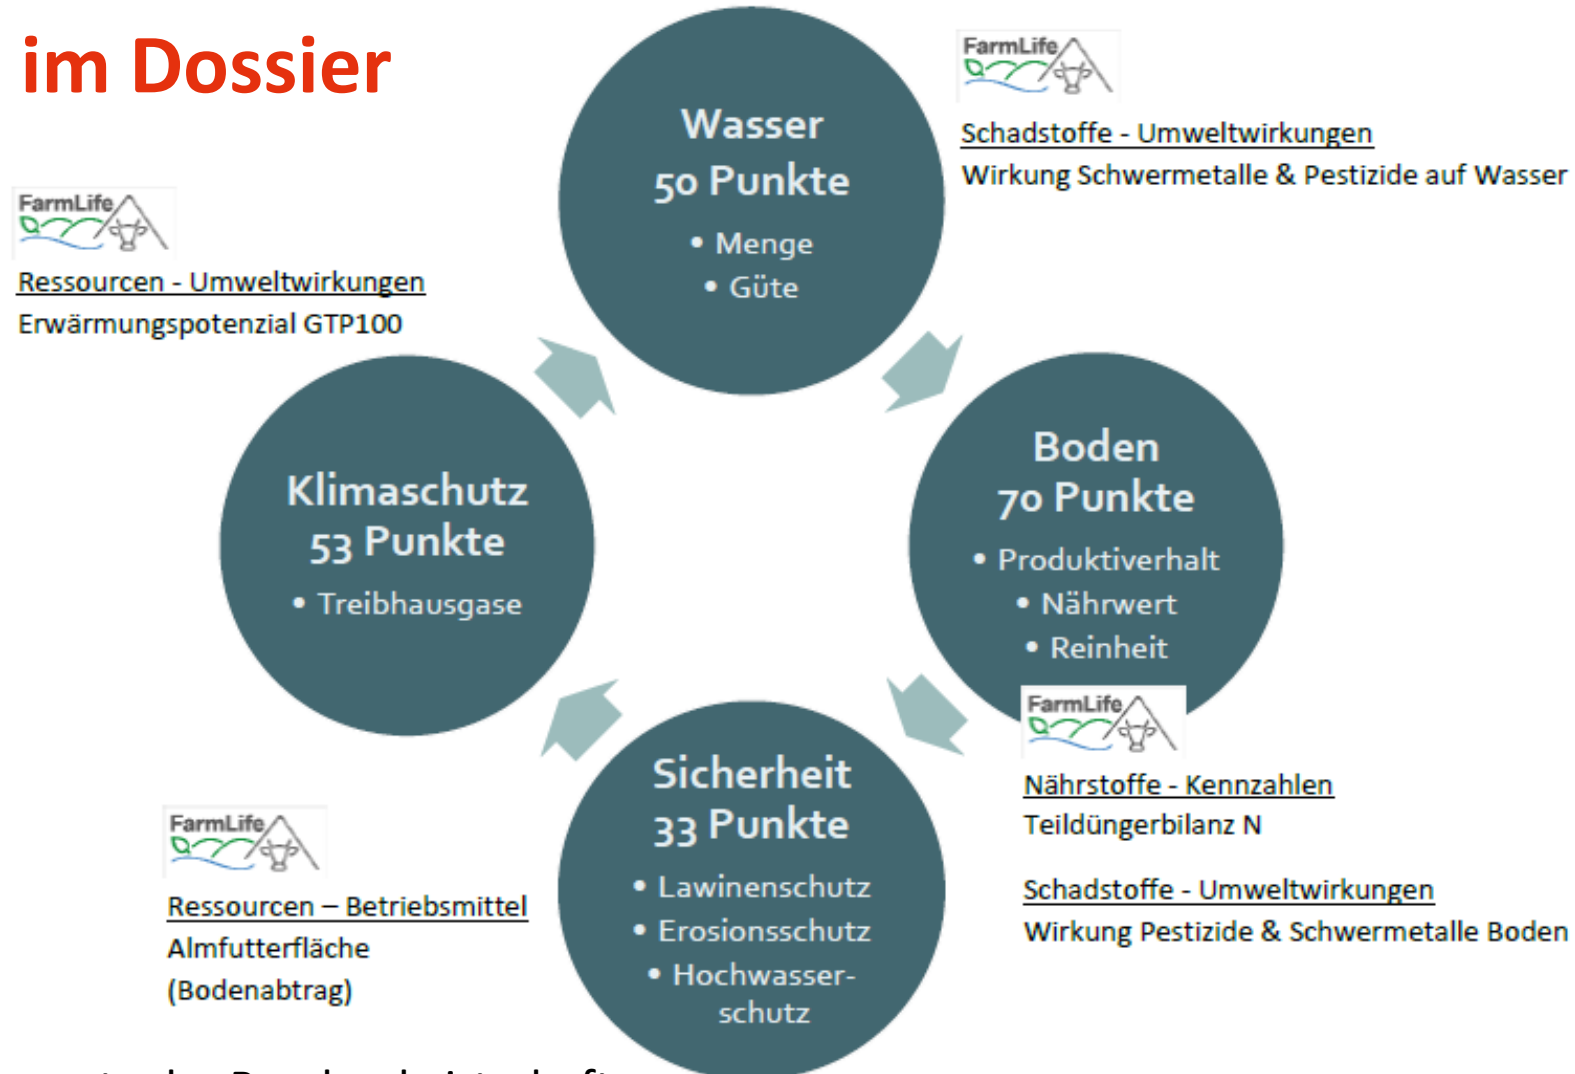 im Dossier
FarmLife
Ressourcen - Umweltwirkungen
Erwärmungspotenzial GTP100
Wasser
50 Punkte
• Menge
• Güte
FarmLife
Schadstoffe - Umweltwirkungen
Wirkung Schwermetalle & Pestizide auf Wasser
Boden
70 Punkte
• Produktiverhalt
• Nährwert
• Reinheit
FarmLife
Nährstoffe - Kennzahlen
Teildüngerbilanz N
Schadstoffe - Umweltwirkungen
Wirkung Pestizide & Schwermetalle Boden
Sicherheit
33 Punkte
• Lawinenschutz
• Erosionsschutz
• Hochwasser-
schutz
FarmLife
Ressourcen – Betriebsmittel
Almfutterfläche
(Bodenabtrag)
Klimaschutz
53 Punkte
• Treibhausgase